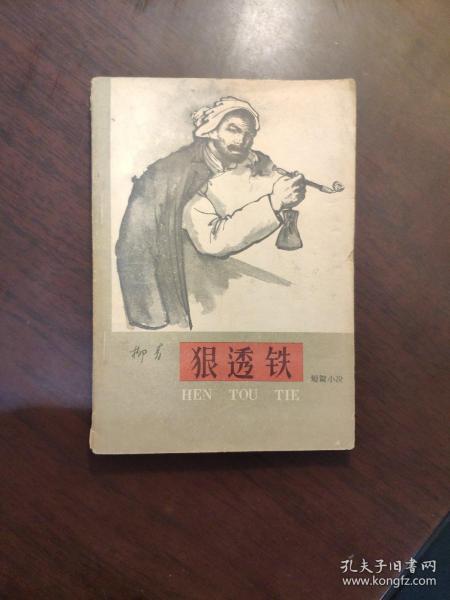 柳青
狠透铁
短篇小说
HEN TOU TIE
孔夫子旧书网
www.kongfz.com